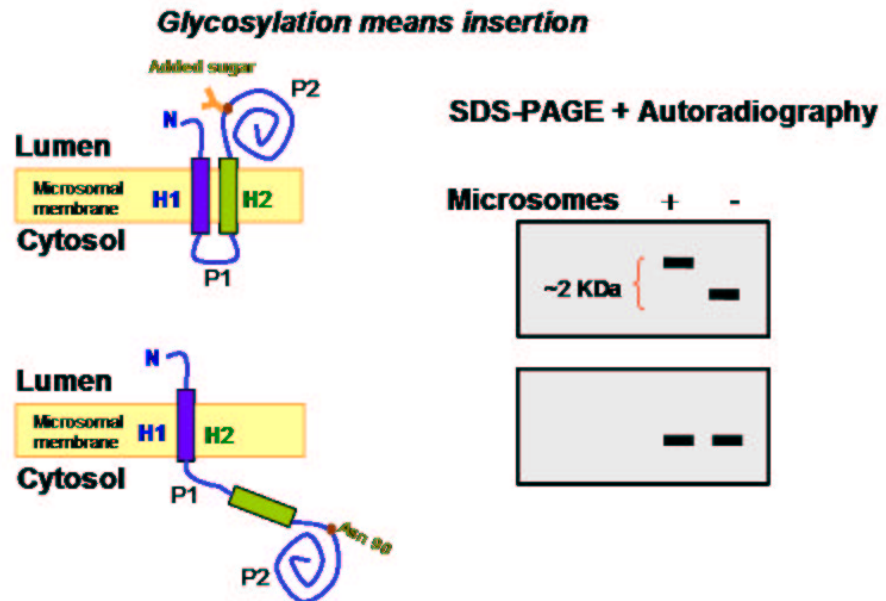 Glycosylation means insertion
Added sugar
P2
N
Lumen
Microsomal
membrane
H1
H2
Cytosol
P1
SDS-PAGE + Autoradiography
Microsomes + -
~2 KDa
N
Lumen
Microsomal
membrane
H1
H2
Cytosol
P1
Asn 90
P2